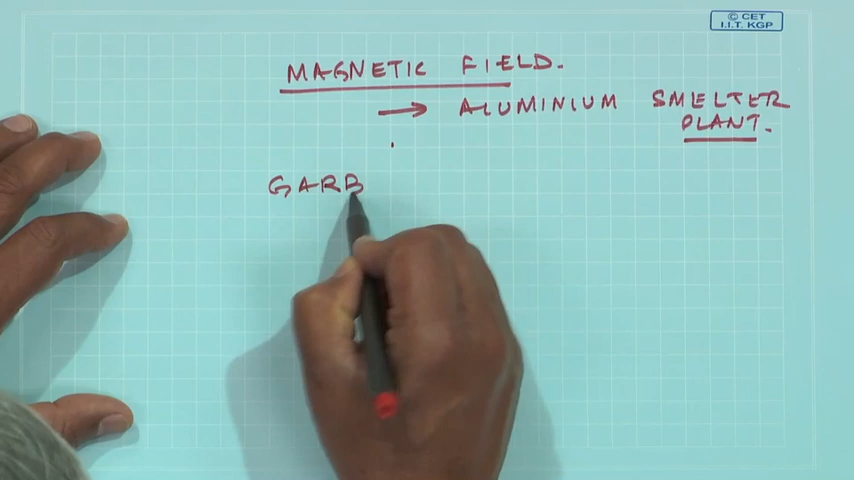 © CET
I.I.T. KGP
MAGNETIC FIELD.
→ ALUMINIUM SMELTER
PLANT.
GARB